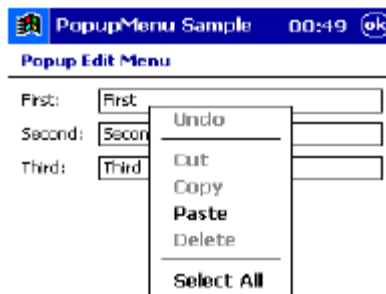 PopupMenu Sample 00:49 ok
Popup Edit Menu
First: First
Second: Secon
Third: Third
Undo
Cut
Copy
Paste
Delete
Select All